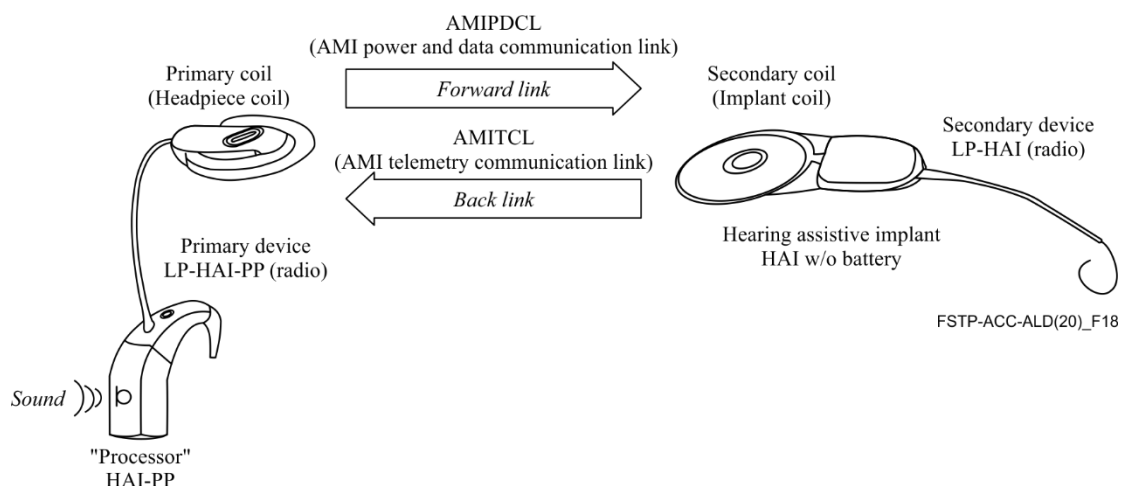 AMIPDCL
(AMI power and data communication link)
Primary coil
(Headpiece coil)
Forward link
Secondary coil
(Implant coil)
AMITCL
(AMI telemetry communication link)
Back link
Secondary device
LP-HAI (radio)
Primary device
LP-HAI-PP (radio)
Hearing assistive implant
HAI w/o battery
FSTP-ACC-ALD(20)_F18
Sound
"Processor"
HAI-PP